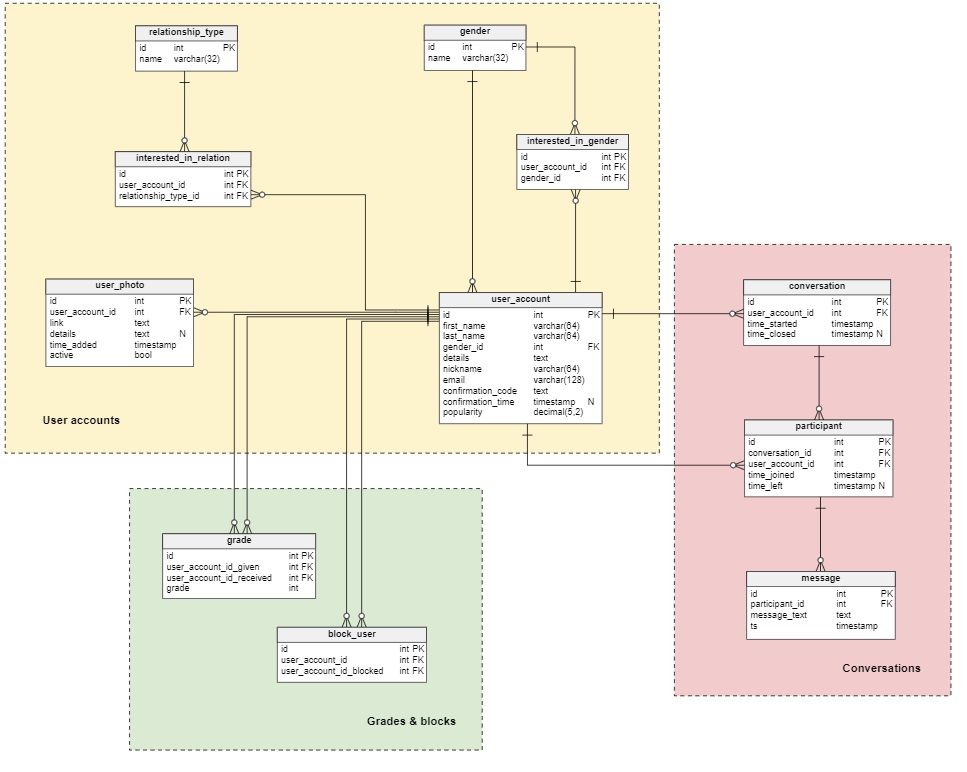 relationship_type
id int PK
name varchar(32)
gender
id int PK
name varchar(32)
interested_in_relation
id int PK
user_account_id int FK
relationship_type_id int FK
interested_in_gender
id int PK
user_account_id int FK
gender_id int FK
user_photo
id int PK
user_account_id int FK
link text
details text N
time_added timestamp
active bool
user_account
id int PK
first_name varchar(64)
last_name varchar(64)
gender_id int FK
details text
nickname varchar(64)
email varchar(128)
confirmation_code text
confirmation_time timestamp N
popularity decimal(5,2)
User accounts
conversation
id int PK
user_account_id int FK
time_started timestamp
time_closed timestamp N
participant
id int PK
conversation_id int FK
user_account_id int FK
time_joined timestamp
time_left timestamp N
message
id int PK
participant_id int FK
message_text text
ts timestamp
Conversations
grade
id int PK
user_account_id_given int FK
user_account_id_received int FK
grade int
block_user
id int PK
user_account_id int FK
user_account_id_blocked int FK
Grades & blocks